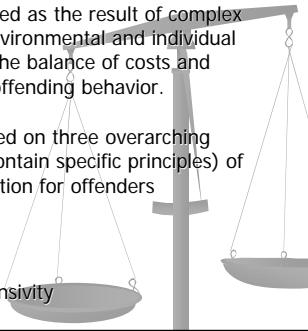 ed as the result of complex
vironmental and individual
he balance of costs and
offending behavior.
ed on three overarching
ontain specific principles) of
tion for offenders
nsivity